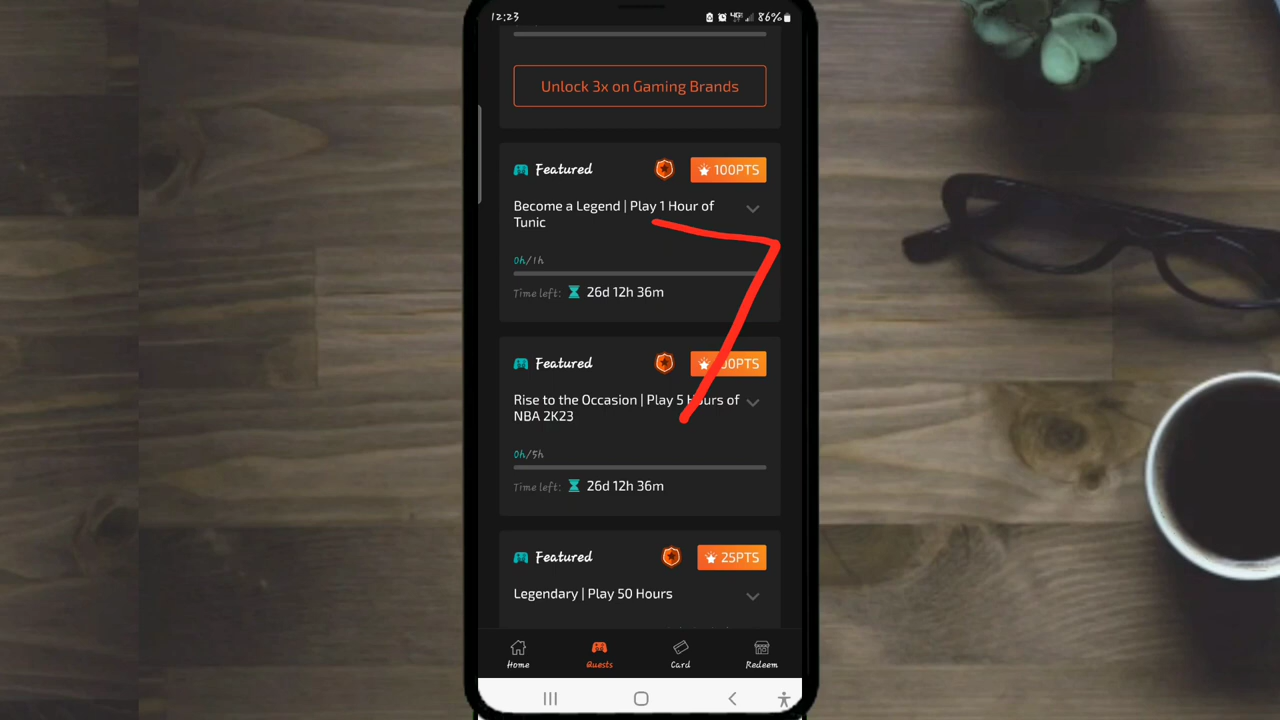 12:23
86%
Unlock 3x on Gaming Brands
Featured
100PTS
Become a Legend | Play 1 Hour of
Tunic
0h/1h
Time left: 26d 12h 36m
Featured
Rise to the Occasion | Play 5 Hours of
NBA 2K23
0h/5h
Time left: 26d 12h 36m
Featured
25PTS
Legendary | Play 50 Hours
Home
Quests
Card
Redeem